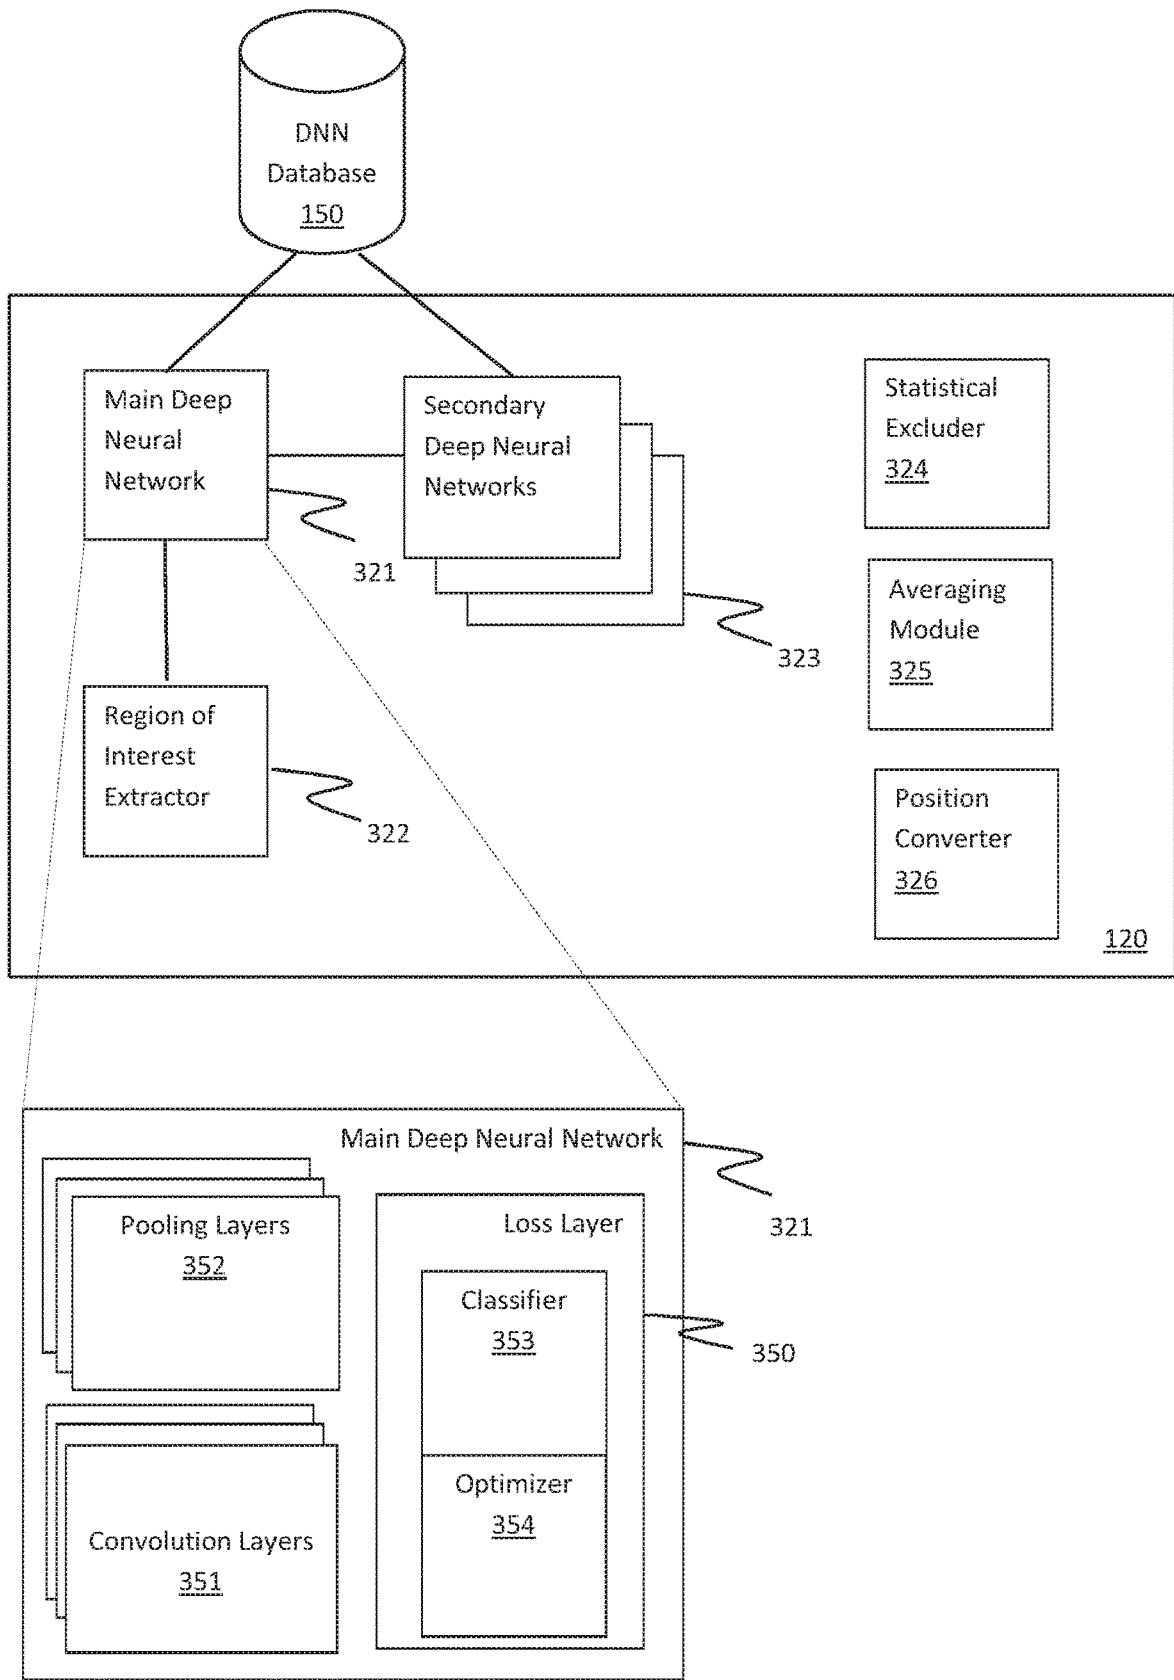 DNN
Database
150
Main Deep
Neural
Network
321
Secondary
Deep Neural
Networks
323
Statistical
Excluder
324
Averaging
Module
325
Region of
Interest
Extractor
322
Position
Converter
326
120
Main Deep Neural Network
321
Pooling Layers
352
Loss Layer
Classifier
353
350
Optimizer
354
Convolution Layers
351